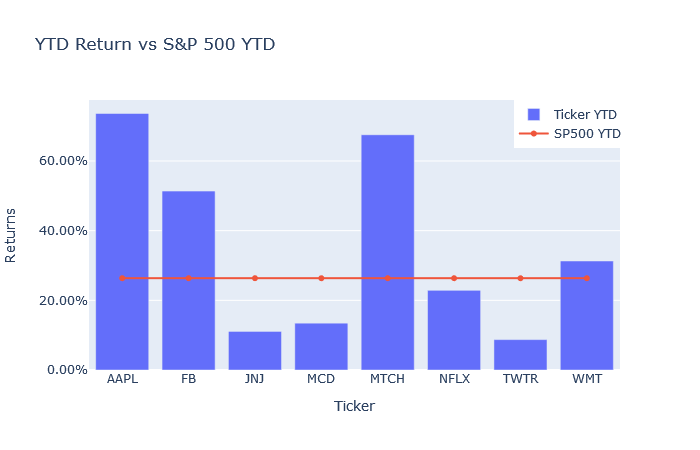 YTD Return vs S&P 500 YTD
Ticker YTD
SP500 YTD
60.00%
40.00%
20.00%
0.00%
Returns
AAPL FB JNJ MCD MTCH NFLX TWTR WMT
Ticker